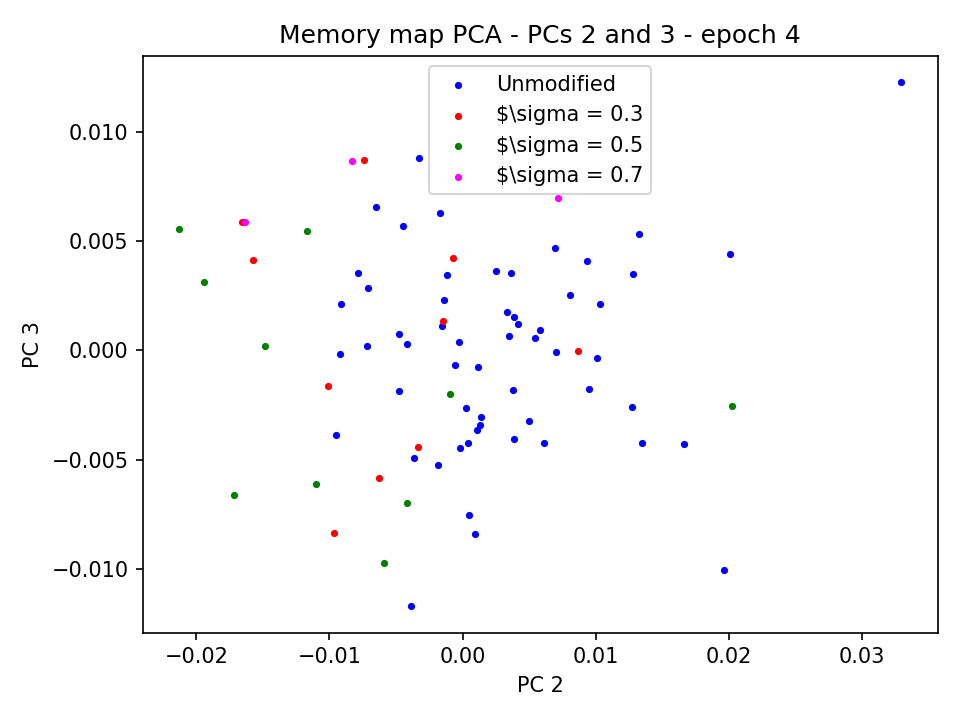 Memory map PCA - PCs 2 and 3 - epoch 4
Unmodified
$\sigma = 0.3
$\sigma = 0.5
$\sigma = 0.7
0.010
0.005
0.000
−0.005
−0.010
PC 3
−0.02
−0.01
0.00
0.01
0.02
0.03
PC 2